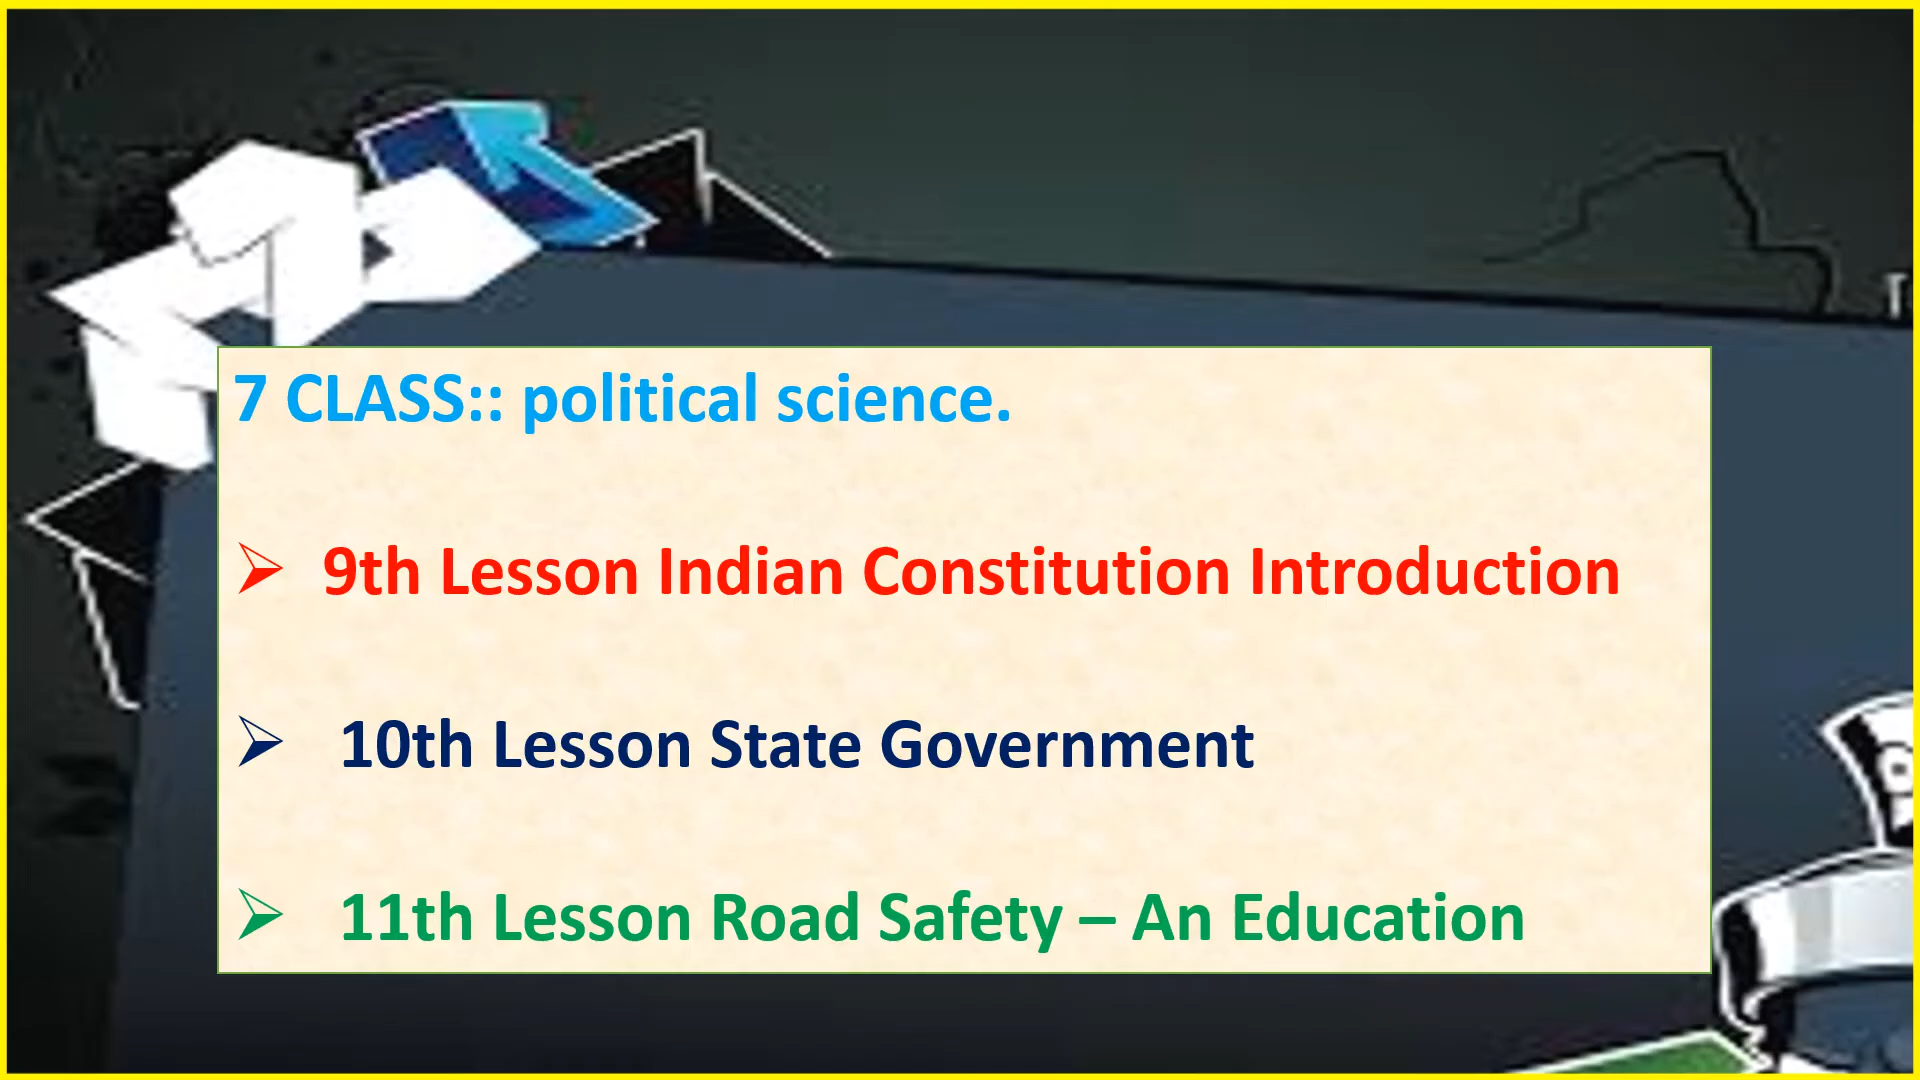 7 CLASS:: political science.
➢ 9th Lesson Indian Constitution Introduction
➢ 10th Lesson State Government
➢ 11th Lesson Road Safety – An Education